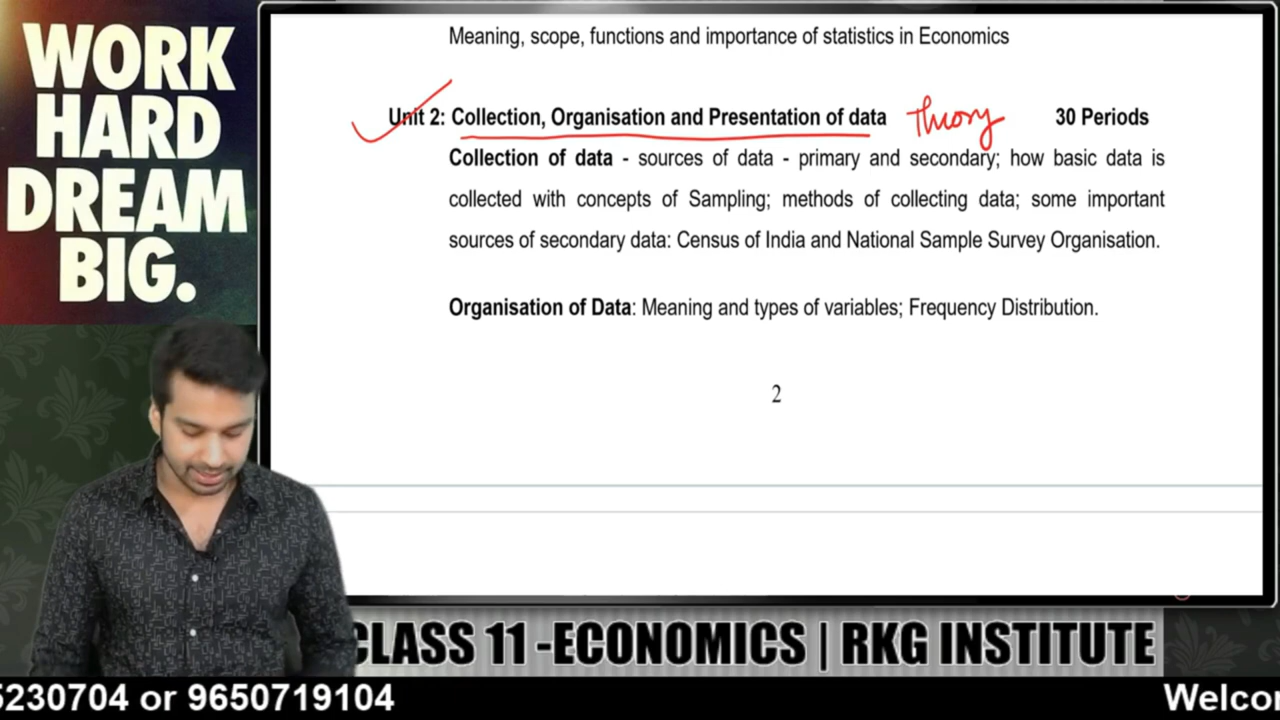 WORK
HARD
DREAM
BIG.
Meaning, scope, functions and importance of statistics in Economics
Unit 2: Collection, Organisation and Presentation of data Theory 30 Periods
Collection of data - sources of data - primary and secondary; how basic data is
collected with concepts of Sampling; methods of collecting data; some important
sources of secondary data: Census of India and National Sample Survey Organisation.
Organisation of Data: Meaning and types of variables; Frequency Distribution.
2
CLASS 11 -ECONOMICS | RKG INSTITUTE
5230704 or 9650719104
Welcor